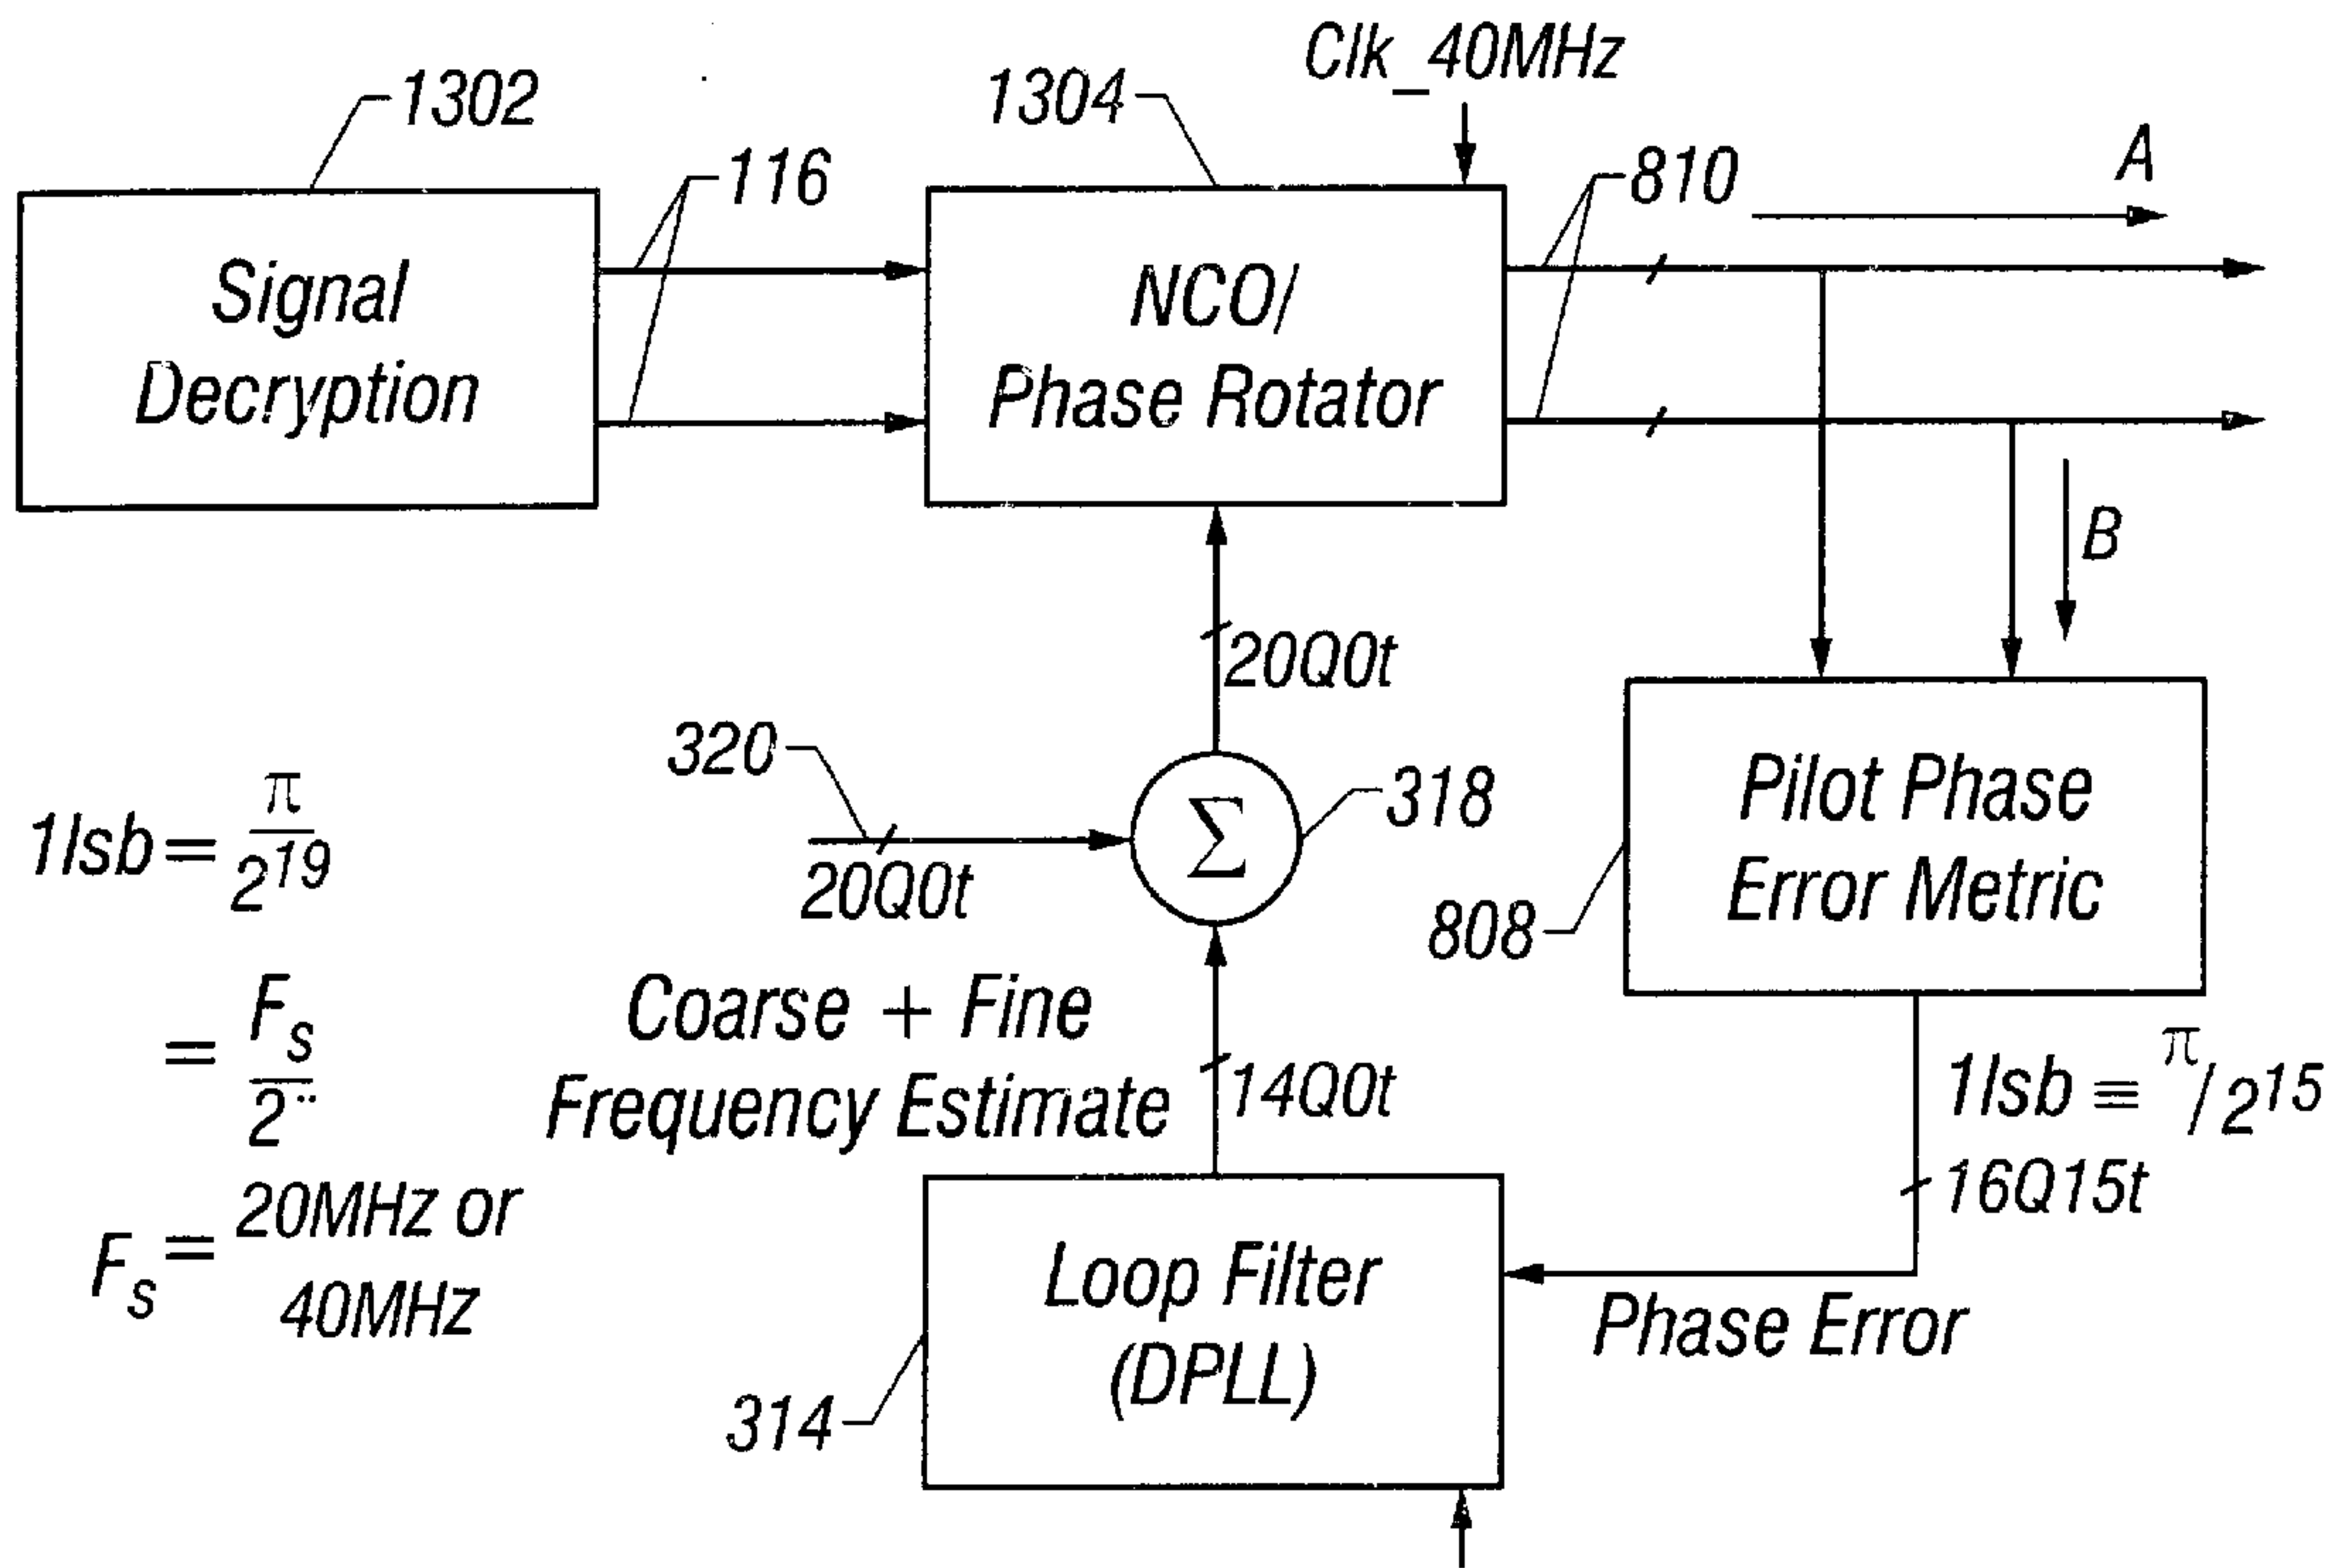 Clk_40MHz
1302
1304
116
810
A
Signal
Decryption
NCO/
Phase Rotator
B
20Q0t
320
318
20Q0t
Σ
Pilot Phase
Error Metric
808
1lsb = π/2^19
= F_s/2
F_s ≡ 20MHz or
40MHz
Coarse + Fine
Frequency Estimate
14Q0t
1lsb ≡ π/2^15
16Q15t
Loop Filter
(DPLL)
314
Phase Error